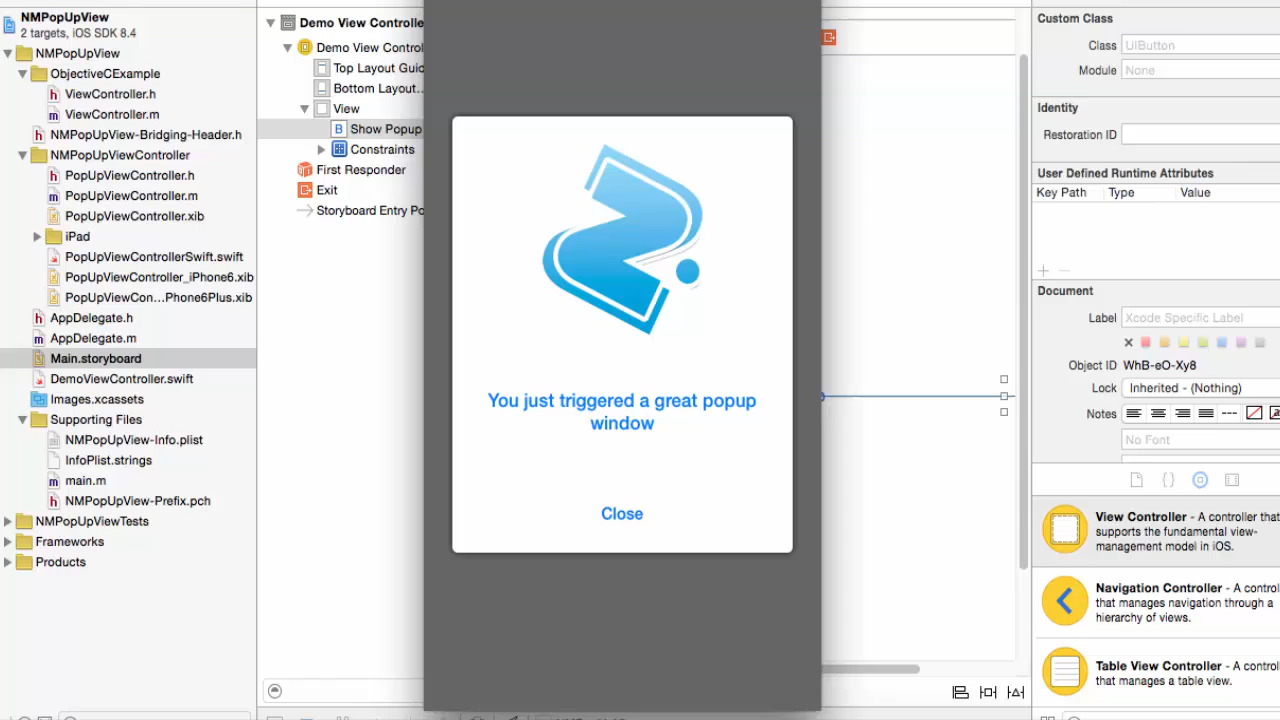 NMPopUpView
2 targets, iOS SDK 8.4
NMPopUpView
ObjectiveCExample
ViewController.h
ViewController.m
NMPopUpView-Bridging-Header.h
NMPopUpViewController
PopUpViewController.h
PopUpViewController.m
PopUpViewController.xib
iPad
PopUpViewControllerSwift.swift
PopUpViewController_iPhone6.xib
PopUpViewCon...Phone6Plus.xib
AppDelegate.h
AppDelegate.m
Main.storyboard
DemoViewController.swift
Images.xcassets
Supporting Files
NMPopUpView-Info.plist
InfoPlist.strings
main.m
NMPopUpView-Prefix.pch
NMPopUpViewTests
Frameworks
Products
Demo View Controlle
Demo View Control
Top Layout Guid
Bottom Layout...
View
B Show Popup
Constraints
First Responder
Exit
Storyboard Entry Po
You just triggered a great popup
window
Close
Custom Class
Class UIButton
Module None
Identity
Restoration ID
User Defined Runtime Attributes
Key Path Type Value
Document
Label Xcode Specific Label
Object ID WhB-eO-Xy8
Lock Inherited - (Nothing)
Notes
No Font
View Controller - A controller that
supports the fundamental view-
management model in iOS.
Navigation Controller - A control
that manages navigation through a
hierarchy of views.
Table View Controller - A control
that manages a table view.